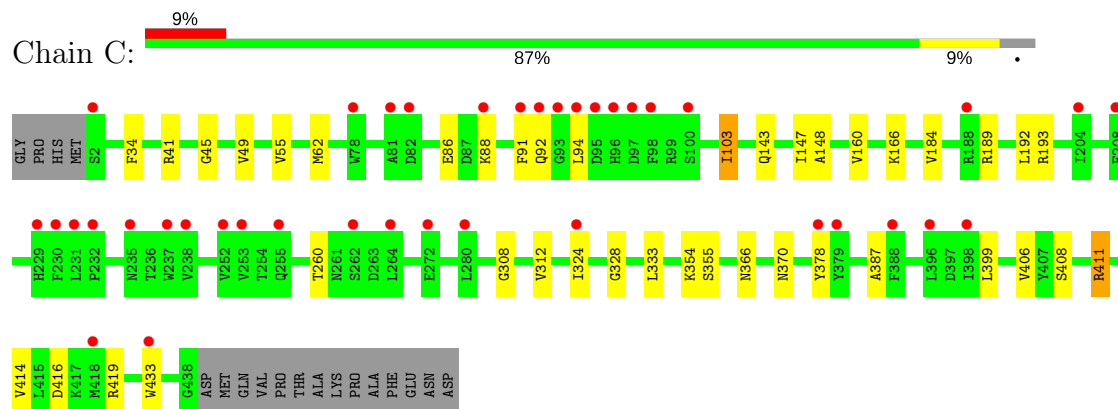 9%
Chain C:
87% 9% •
GLY PRO HIS MET S2 F34 R41 G45 V49 V55 M62 W78 A81 D82 E86 D87 K88 F91 Q92 G93 L94 D95 H96 D97 F98 R99 S100 I103 Q143 I147 A148 V160 K166 V184 R188 R189 L192 R193 I204 E208
H229 F230 L231 P232 N235 T236 W237 V238 V252 V253 T254 Q255 T260 N261 S262 D263 L264 E272 L280 G308 V312 I324 G328 L333 K354 S355 N366 N370 Y378 Y379 A387 F388 L396 D397 I398 L399 V406 Y407 S408 R411
V414 L415 D416 K417 M418 R419 W433 G438 ASP MET GLN VAL PRO THR ALA LYS PRO ALA PHE GLU ASN ASP